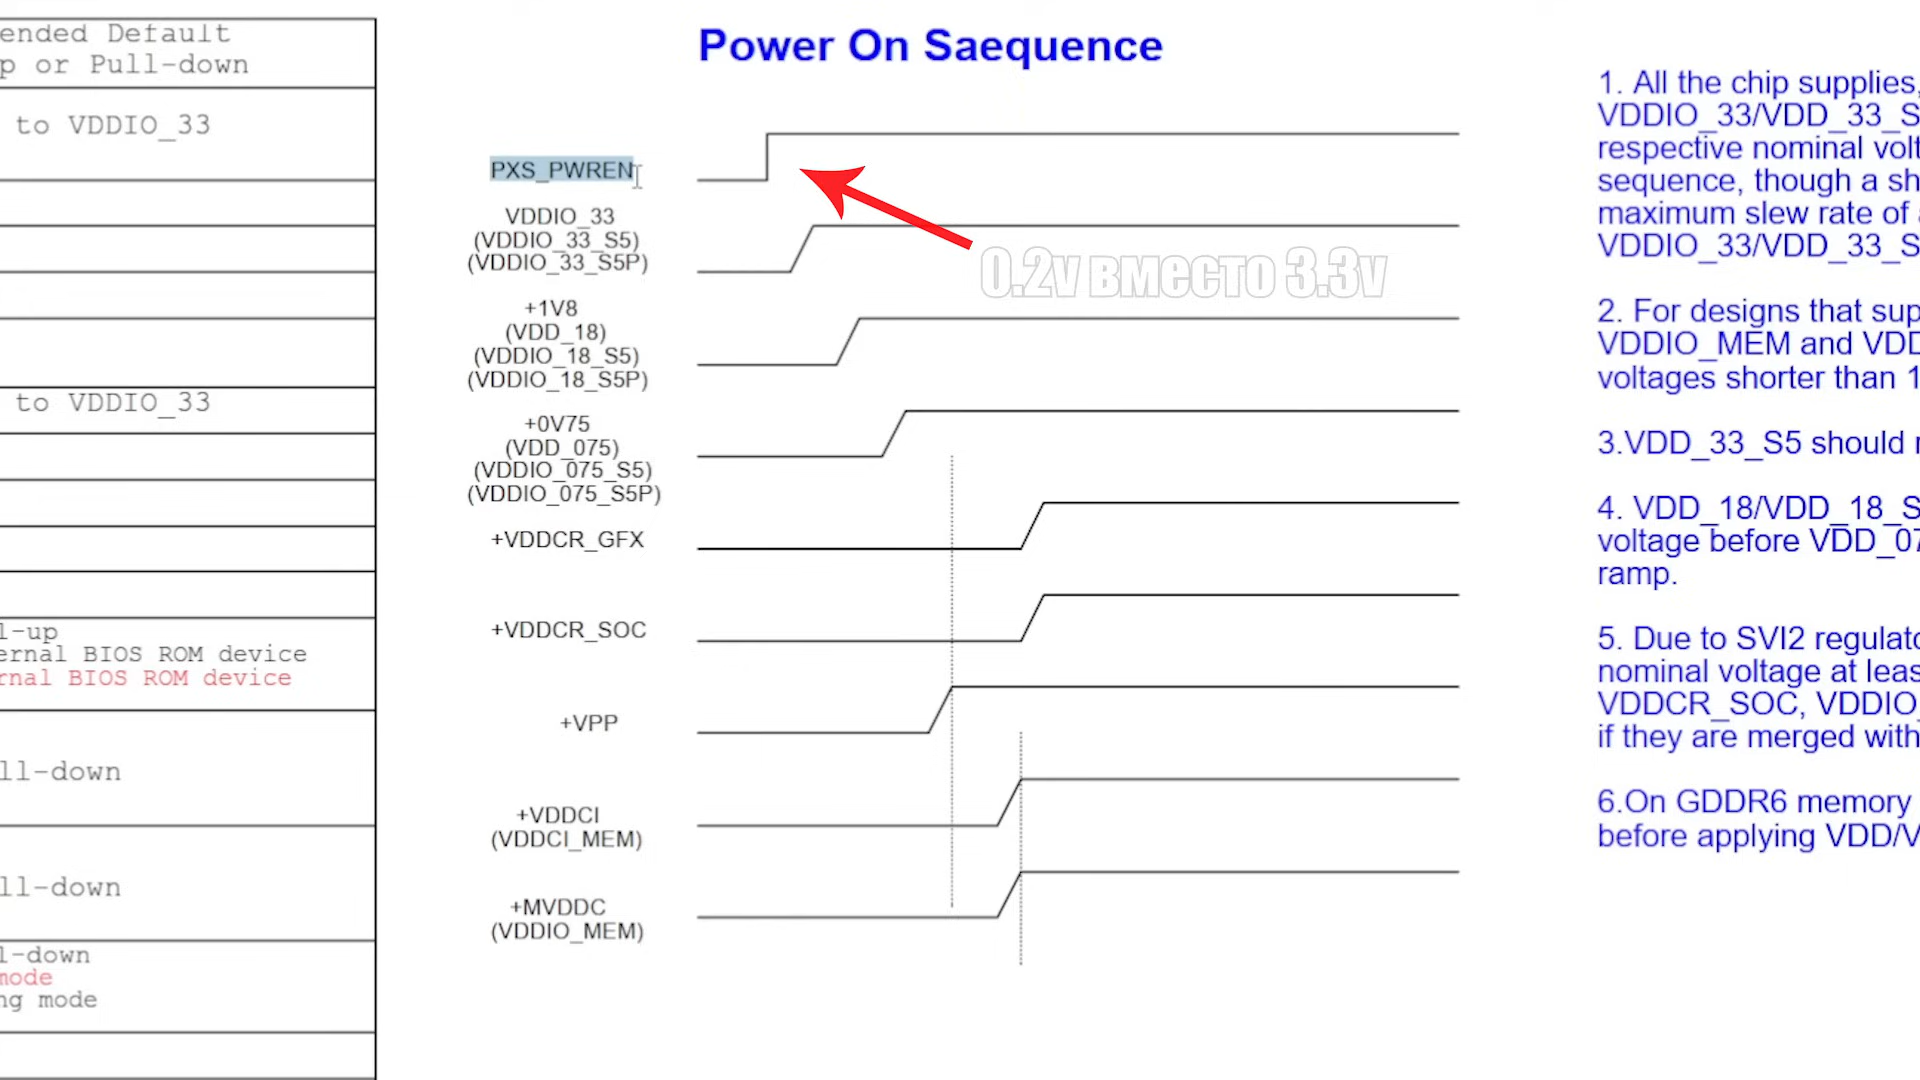 ended Default
p or Pull-down
to VDDIO_33
to VDDIO_33
l-up
ernal BIOS ROM device
rnal BIOS ROM device
ll-down
ll-down
l-down
mode
ng mode
Power On Saequence
PXS_PWREN
VDDIO_33
(VDDIO_33_S5)
(VDDIO_33_S5P)
+1V8
(VDD_18)
(VDDIO_18_S5)
(VDDIO_18_S5P)
+0V75
(VDD_075)
(VDDIO_075_S5)
(VDDIO_075_S5P)
+VDDCR_GFX
+VDDCR_SOC
+VPP
+VDDCI
(VDDCI_MEM)
+MVDDC
(VDDIO_MEM)
0.2v вместо 3.3v
1. All the chip supplies,
VDDIO_33/VDD_33_S
respective nominal volt
sequence, though a sh
maximum slew rate of
VDDIO_33/VDD_33_S
2. For designs that sup
VDDIO_MEM and VDD
voltages shorter than 1
3.VDD_33_S5 should
4. VDD_18/VDD_18_S
voltage before VDD_07
ramp.
5. Due to SVI2 regulato
nominal voltage at leas
VDDCR_SOC, VDDIO_
if they are merged with
6.On GDDR6 memory
before applying VDD/V